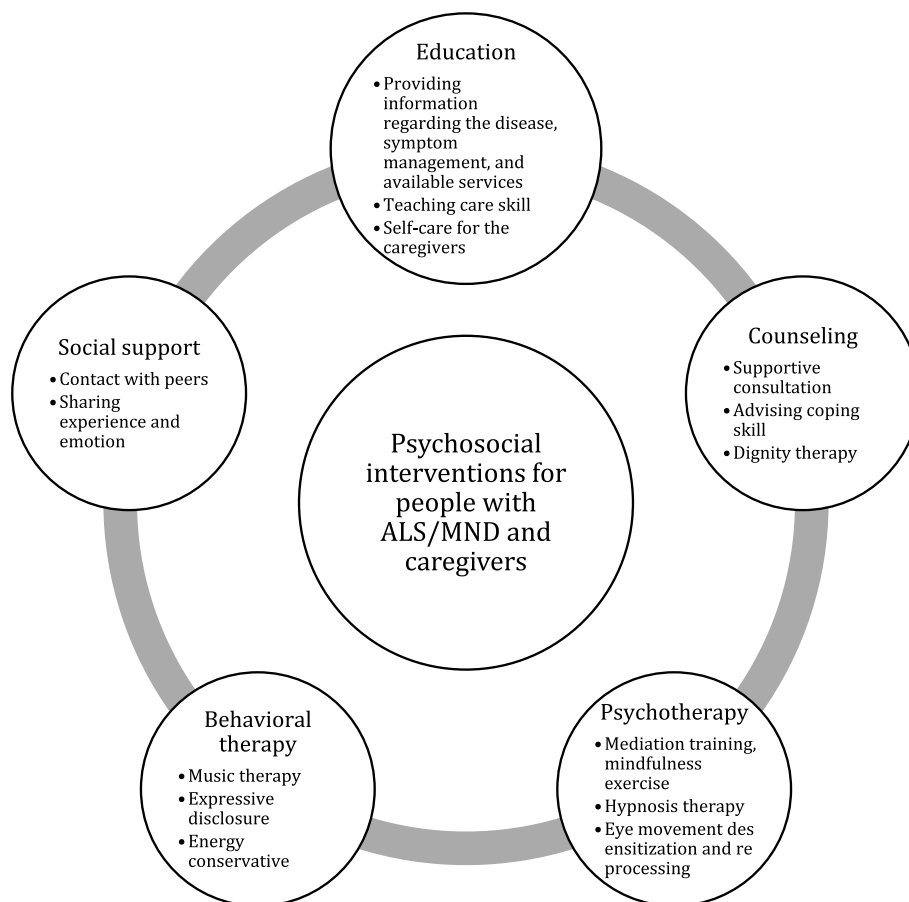 Education
• Providing
information
regarding the disease,
symptom
management, and
available services
• Teaching care skill
• Self-care for the
caregivers
Social support
• Contact with peers
• Sharing
experience and
emotion
Counseling
• Supportive
consultation
• Advising coping
skill
• Dignity therapy
Psychosocial
interventions for
people with
ALS/MND and
caregivers
Behavioral
therapy
• Music therapy
• Expressive
disclosure
• Energy
conservative
Psychotherapy
• Mediation training,
mindfulness
exercise
• Hypnosis therapy
• Eye movement des
ensitization and re
processing